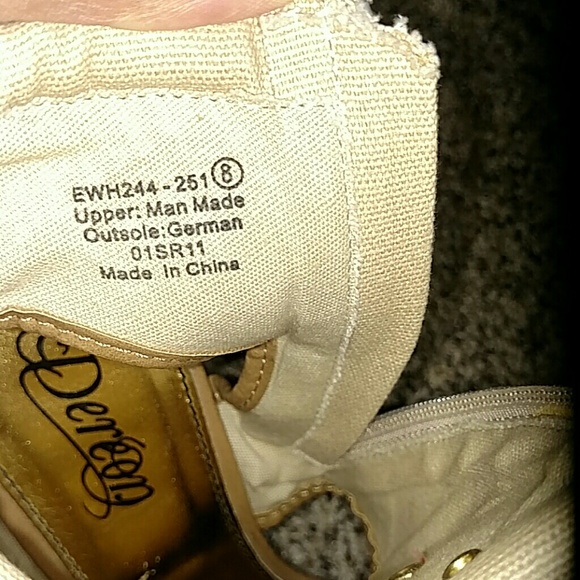 EWH244-251 8
Upper: Man Made
Outsole:German
01SR11
Made In China
Dereon